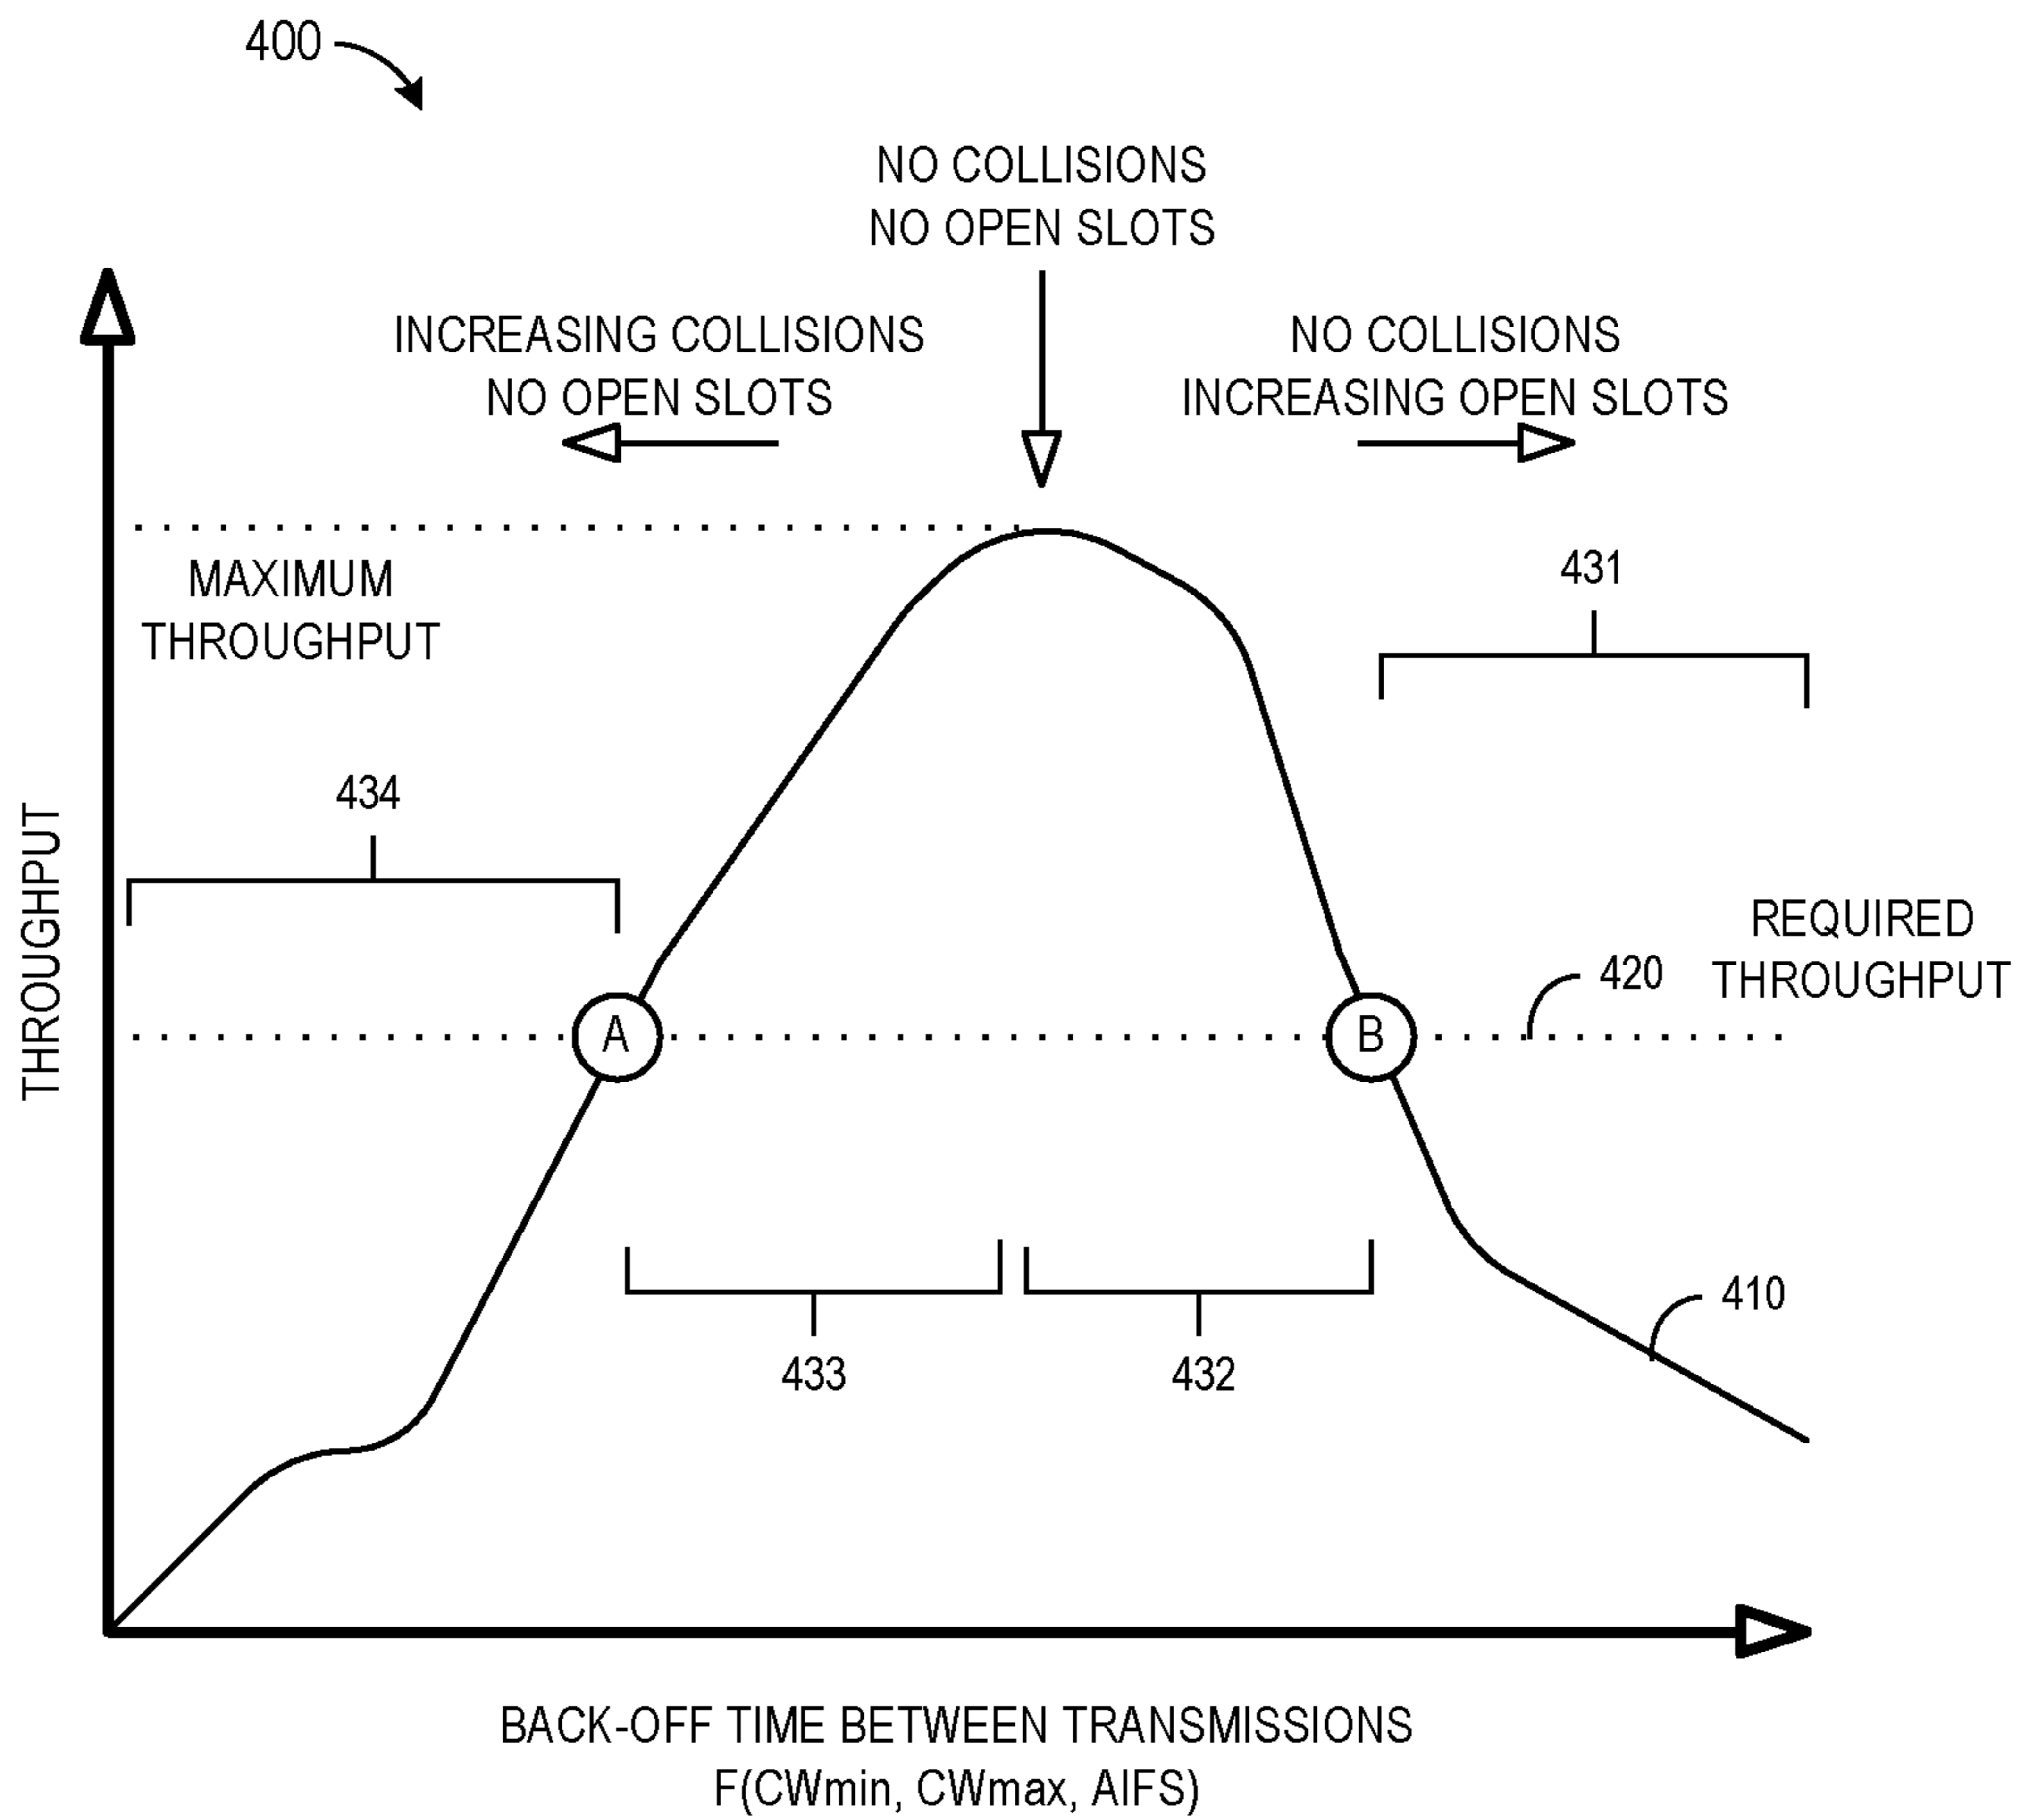 400
NO COLLISIONS
NO OPEN SLOTS
INCREASING COLLISIONS
NO OPEN SLOTS
NO COLLISIONS
INCREASING OPEN SLOTS
MAXIMUM
THROUGHPUT
431
434
THROUGHPUT
REQUIRED
THROUGHPUT
420
A
B
433
432
410
BACK-OFF TIME BETWEEN TRANSMISSIONS
F(CWmin, CWmax, AIFS)